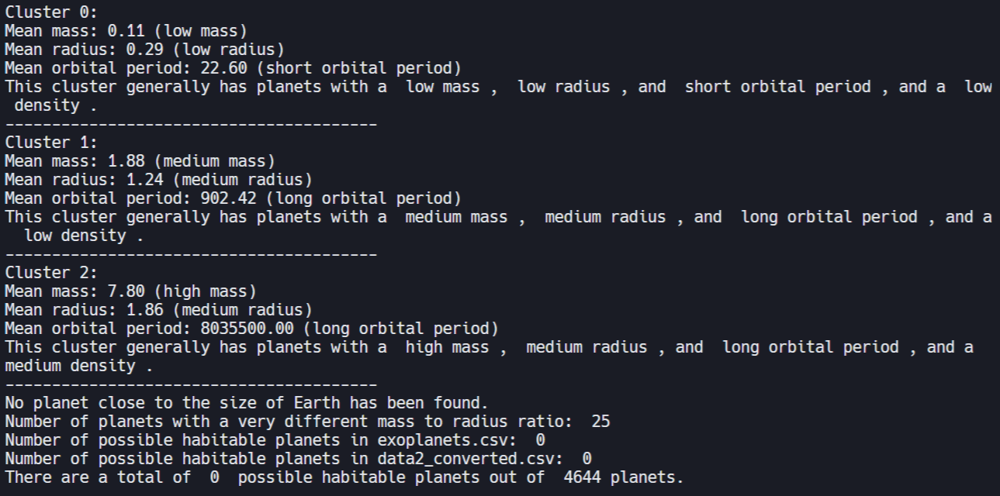 Cluster 0:
Mean mass: 0.11 (low mass)
Mean radius: 0.29 (low radius)
Mean orbital period: 22.60 (short orbital period)
This cluster generally has planets with a  low mass ,  low radius , and  short orbital period , and a  low
 density .
----------------------------------------
Cluster 1:
Mean mass: 1.88 (medium mass)
Mean radius: 1.24 (medium radius)
Mean orbital period: 902.42 (long orbital period)
This cluster generally has planets with a  medium mass ,  medium radius , and  long orbital period , and a
  low density .
----------------------------------------
Cluster 2:
Mean mass: 7.80 (high mass)
Mean radius: 1.86 (medium radius)
Mean orbital period: 8035500.00 (long orbital period)
This cluster generally has planets with a  high mass ,  medium radius , and  long orbital period , and a
medium density .
----------------------------------------
No planet close to the size of Earth has been found.
Number of planets with a very different mass to radius ratio:  25
Number of possible habitable planets in exoplanets.csv:  0
Number of possible habitable planets in data2_converted.csv:  0
There are a total of  0  possible habitable planets out of  4644 planets.